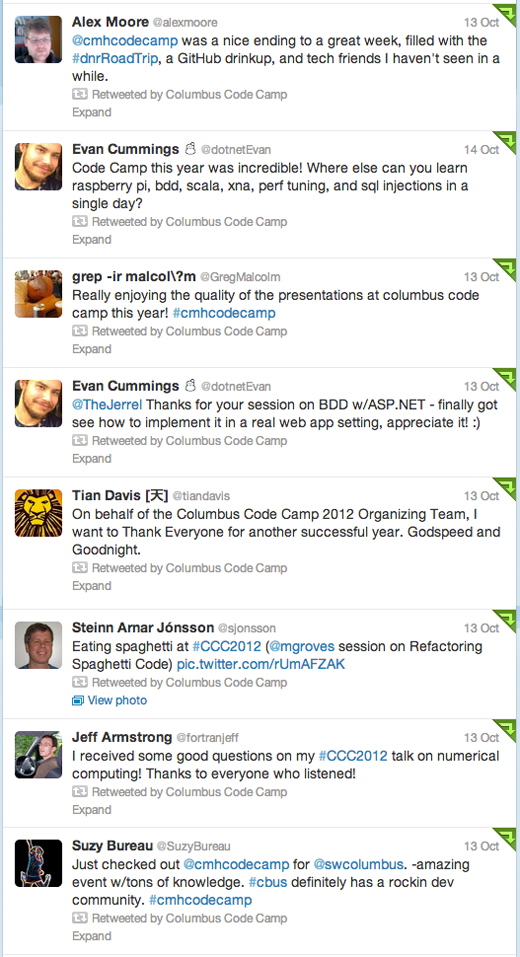 Alex Moore @alexmoore 13 Oct
@cmhcodecamp was a nice ending to a great week, filled with the
#dnrRoadTrip, a GitHub drinkup, and tech friends I haven't seen in a
while.
Retweeted by Columbus Code Camp
Expand
Evan Cummings ☃ @dotnetEvan 14 Oct
Code Camp this year was incredible! Where else can you learn
raspberry pi, bdd, scala, xna, perf tuning, and sql injections in a
single day?
Retweeted by Columbus Code Camp
Expand
grep -ir malcol\?m @GregMalcolm 13 Oct
Really enjoying the quality of the presentations at columbus code
camp this year! #cmhcodecamp
Retweeted by Columbus Code Camp
Expand
Evan Cummings ☃ @dotnetEvan 13 Oct
@TheJerrel Thanks for your session on BDD w/ASP.NET - finally got
see how to implement it in a real web app setting, appreciate it! :)
Retweeted by Columbus Code Camp
Expand
Tian Davis [天] @tiandavis 13 Oct
On behalf of the Columbus Code Camp 2012 Organizing Team, I
want to Thank Everyone for another successful year. Godspeed and
Goodnight.
Retweeted by Columbus Code Camp
Expand
Steinn Arnar Jónsson @sjonsson 13 Oct
Eating spaghetti at #CCC2012 (@mgroves session on Refactoring
Spaghetti Code) pic.twitter.com/rUmAFZAK
Retweeted by Columbus Code Camp
View photo
Jeff Armstrong @fortranjeff 13 Oct
I received some good questions on my #CCC2012 talk on numerical
computing! Thanks to everyone who listened!
Retweeted by Columbus Code Camp
Expand
Suzy Bureau @SuzyBureau 13 Oct
Just checked out @cmhcodecamp for @swcolumbus. -amazing
event w/tons of knowledge. #cbus definitely has a rockin dev
community. #cmhcodecamp
Retweeted by Columbus Code Camp
Expand